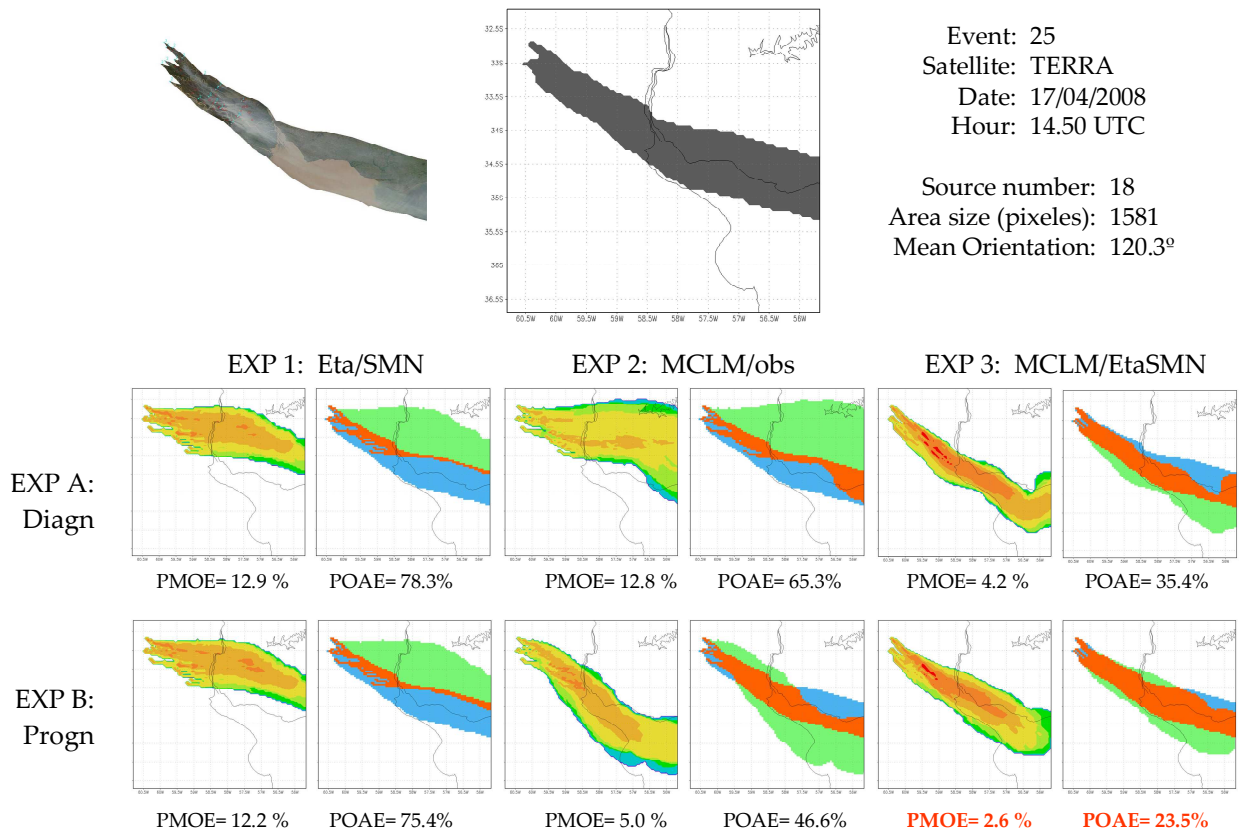 Event: 25
Satellite: TERRA
Date: 17/04/2008
Hour: 14.50 UTC
Source number: 18
Area size (pixeles): 1581
Mean Orientation: 120.3º
32.5S
33S
33.5S
34S
34.5S
35S
35.5S
36S
36.5S
60.5W 60W 59.5W 59W 58.5W 58W 57.5W 57W 56.5W 56W
EXP 1: Eta/SMN EXP 2: MCLM/obs EXP 3: MCLM/EtaSMN
EXP A:
Diagn
PMOE= 12.9 % POAE= 78.3% PMOE= 12.8 % POAE= 65.3% PMOE= 4.2 % POAE= 35.4%
EXP B:
Progn
PMOE= 12.2 % POAE= 75.4% PMOE= 5.0 % POAE= 46.6% PMOE= 2.6 % POAE= 23.5%